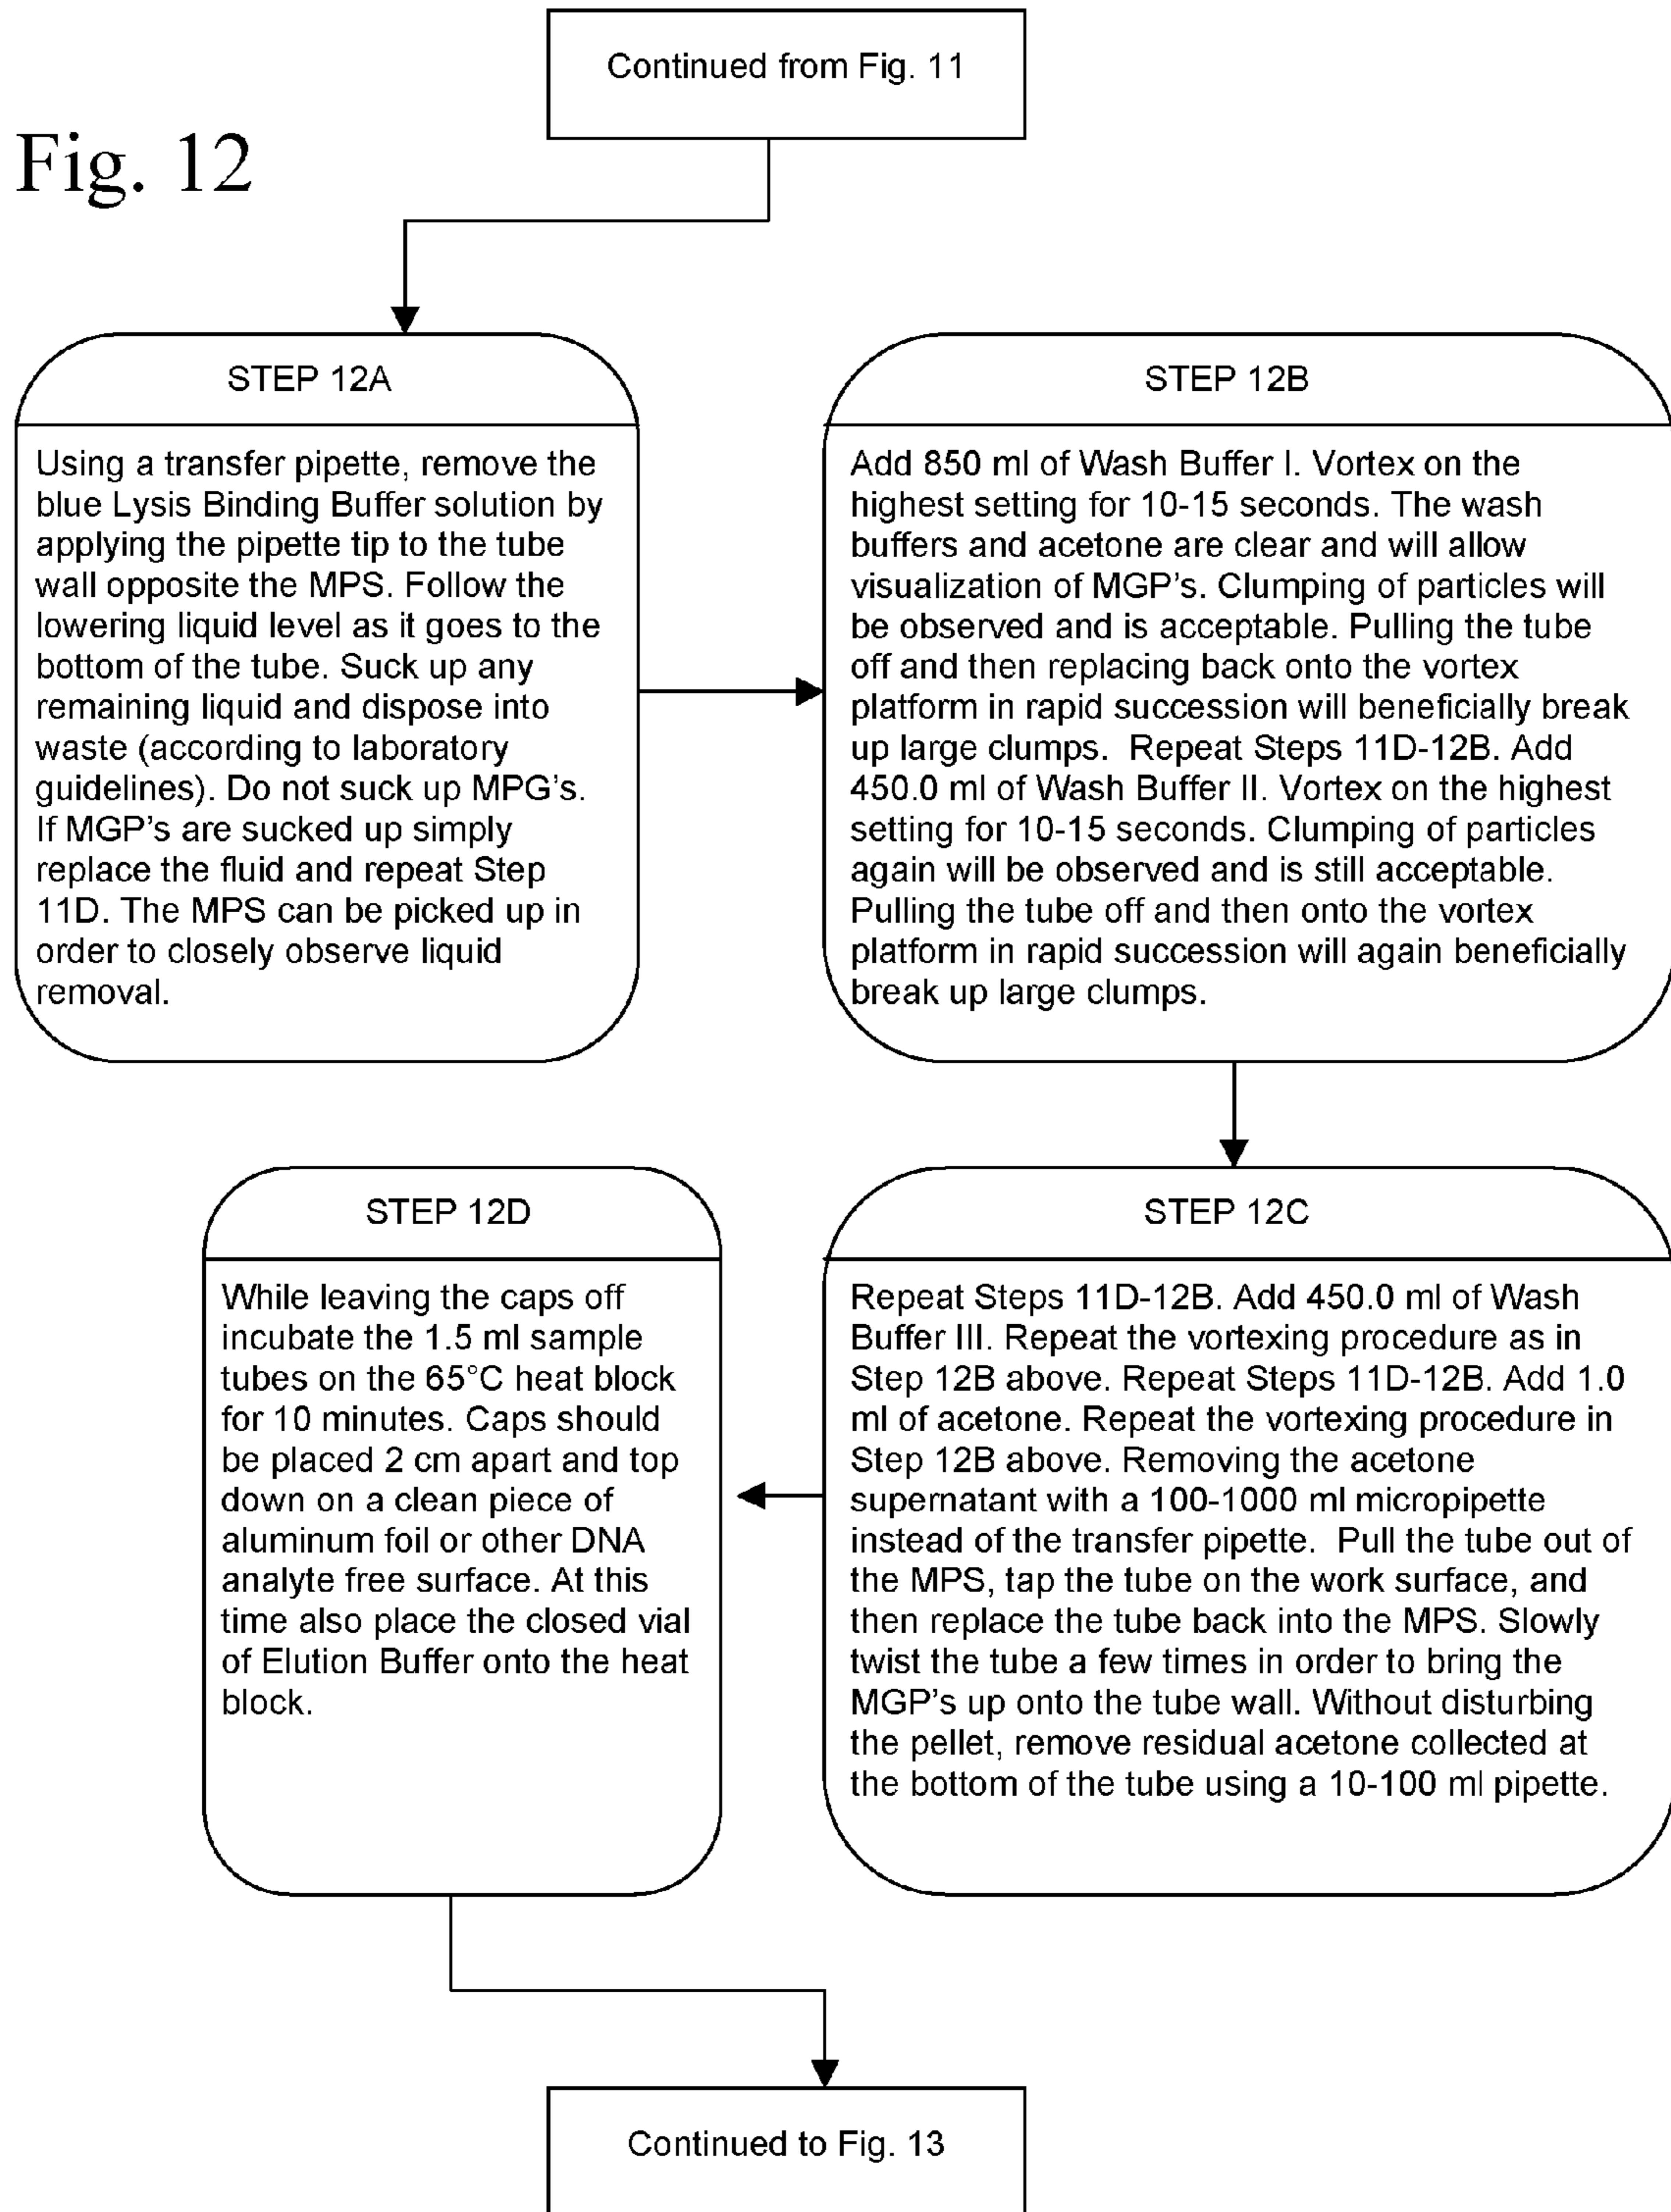 Continued from Fig. 11
Fig. 12
STEP 12A
Using a transfer pipette, remove the
blue Lysis Binding Buffer solution by
applying the pipette tip to the tube
wall opposite the MPS. Follow the
lowering liquid level as it goes to the
bottom of the tube. Suck up any
remaining liquid and dispose into
waste (according to laboratory
guidelines). Do not suck up MPG's.
If MGP's are sucked up simply
replace the fluid and repeat Step
11D. The MPS can be picked up in
order to closely observe liquid
removal.
STEP 12B
Add 850 ml of Wash Buffer I. Vortex on the
highest setting for 10-15 seconds. The wash
buffers and acetone are clear and will allow
visualization of MGP's. Clumping of particles will
be observed and is acceptable. Pulling the tube
off and then replacing back onto the vortex
platform in rapid succession will beneficially break
up large clumps.  Repeat Steps 11D-12B. Add
450.0 ml of Wash Buffer II. Vortex on the highest
setting for 10-15 seconds. Clumping of particles
again will be observed and is still acceptable.
Pulling the tube off and then onto the vortex
platform in rapid succession will again beneficially
break up large clumps.
STEP 12C
Repeat Steps 11D-12B. Add 450.0 ml of Wash
Buffer III. Repeat the vortexing procedure as in
Step 12B above. Repeat Steps 11D-12B. Add 1.0
ml of acetone. Repeat the vortexing procedure in
Step 12B above. Removing the acetone
supernatant with a 100-1000 ml micropipette
instead of the transfer pipette.  Pull the tube out of
the MPS, tap the tube on the work surface, and
then replace the tube back into the MPS. Slowly
twist the tube a few times in order to bring the
MGP's up onto the tube wall. Without disturbing
the pellet, remove residual acetone collected at
the bottom of the tube using a 10-100 ml pipette.
STEP 12D
While leaving the caps off
incubate the 1.5 ml sample
tubes on the 65°C heat block
for 10 minutes. Caps should
be placed 2 cm apart and top
down on a clean piece of
aluminum foil or other DNA
analyte free surface. At this
time also place the closed vial
of Elution Buffer onto the heat
block.
Continued to Fig. 13